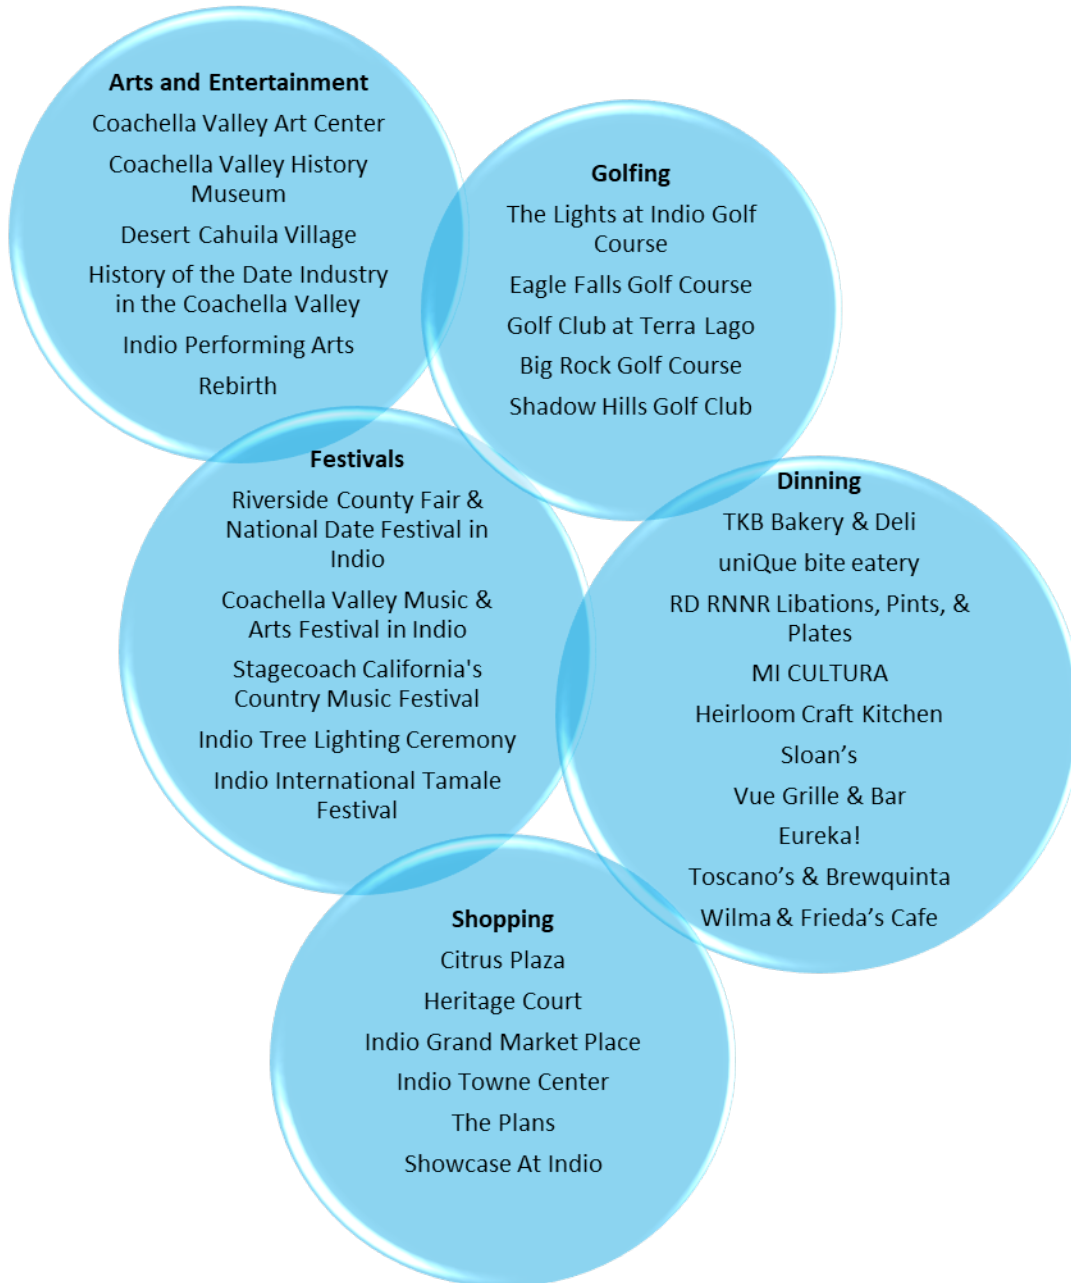 Arts and Entertainment
Coachella Valley Art Center
Coachella Valley History
Museum
Desert Cahuila Village
History of the Date Industry
in the Coachella Valley
Indio Performing Arts
Rebirth
Golfing
The Lights at Indio Golf
Course
Eagle Falls Golf Course
Golf Club at Terra Lago
Big Rock Golf Course
Shadow Hills Golf Club
Festivals
Riverside County Fair &
National Date Festival in
Indio
Coachella Valley Music &
Arts Festival in Indio
Stagecoach California's
Country Music Festival
Indio Tree Lighting Ceremony
Indio International Tamale
Festival
Dinning
TKB Bakery & Deli
uniQue bite eatery
RD RNNR Libations, Pints, &
Plates
MI CULTURA
Heirloom Craft Kitchen
Sloan’s
Vue Grille & Bar
Eureka!
Toscano’s & Brewquinta
Wilma & Frieda’s Cafe
Shopping
Citrus Plaza
Heritage Court
Indio Grand Market Place
Indio Towne Center
The Plans
Showcase At Indio